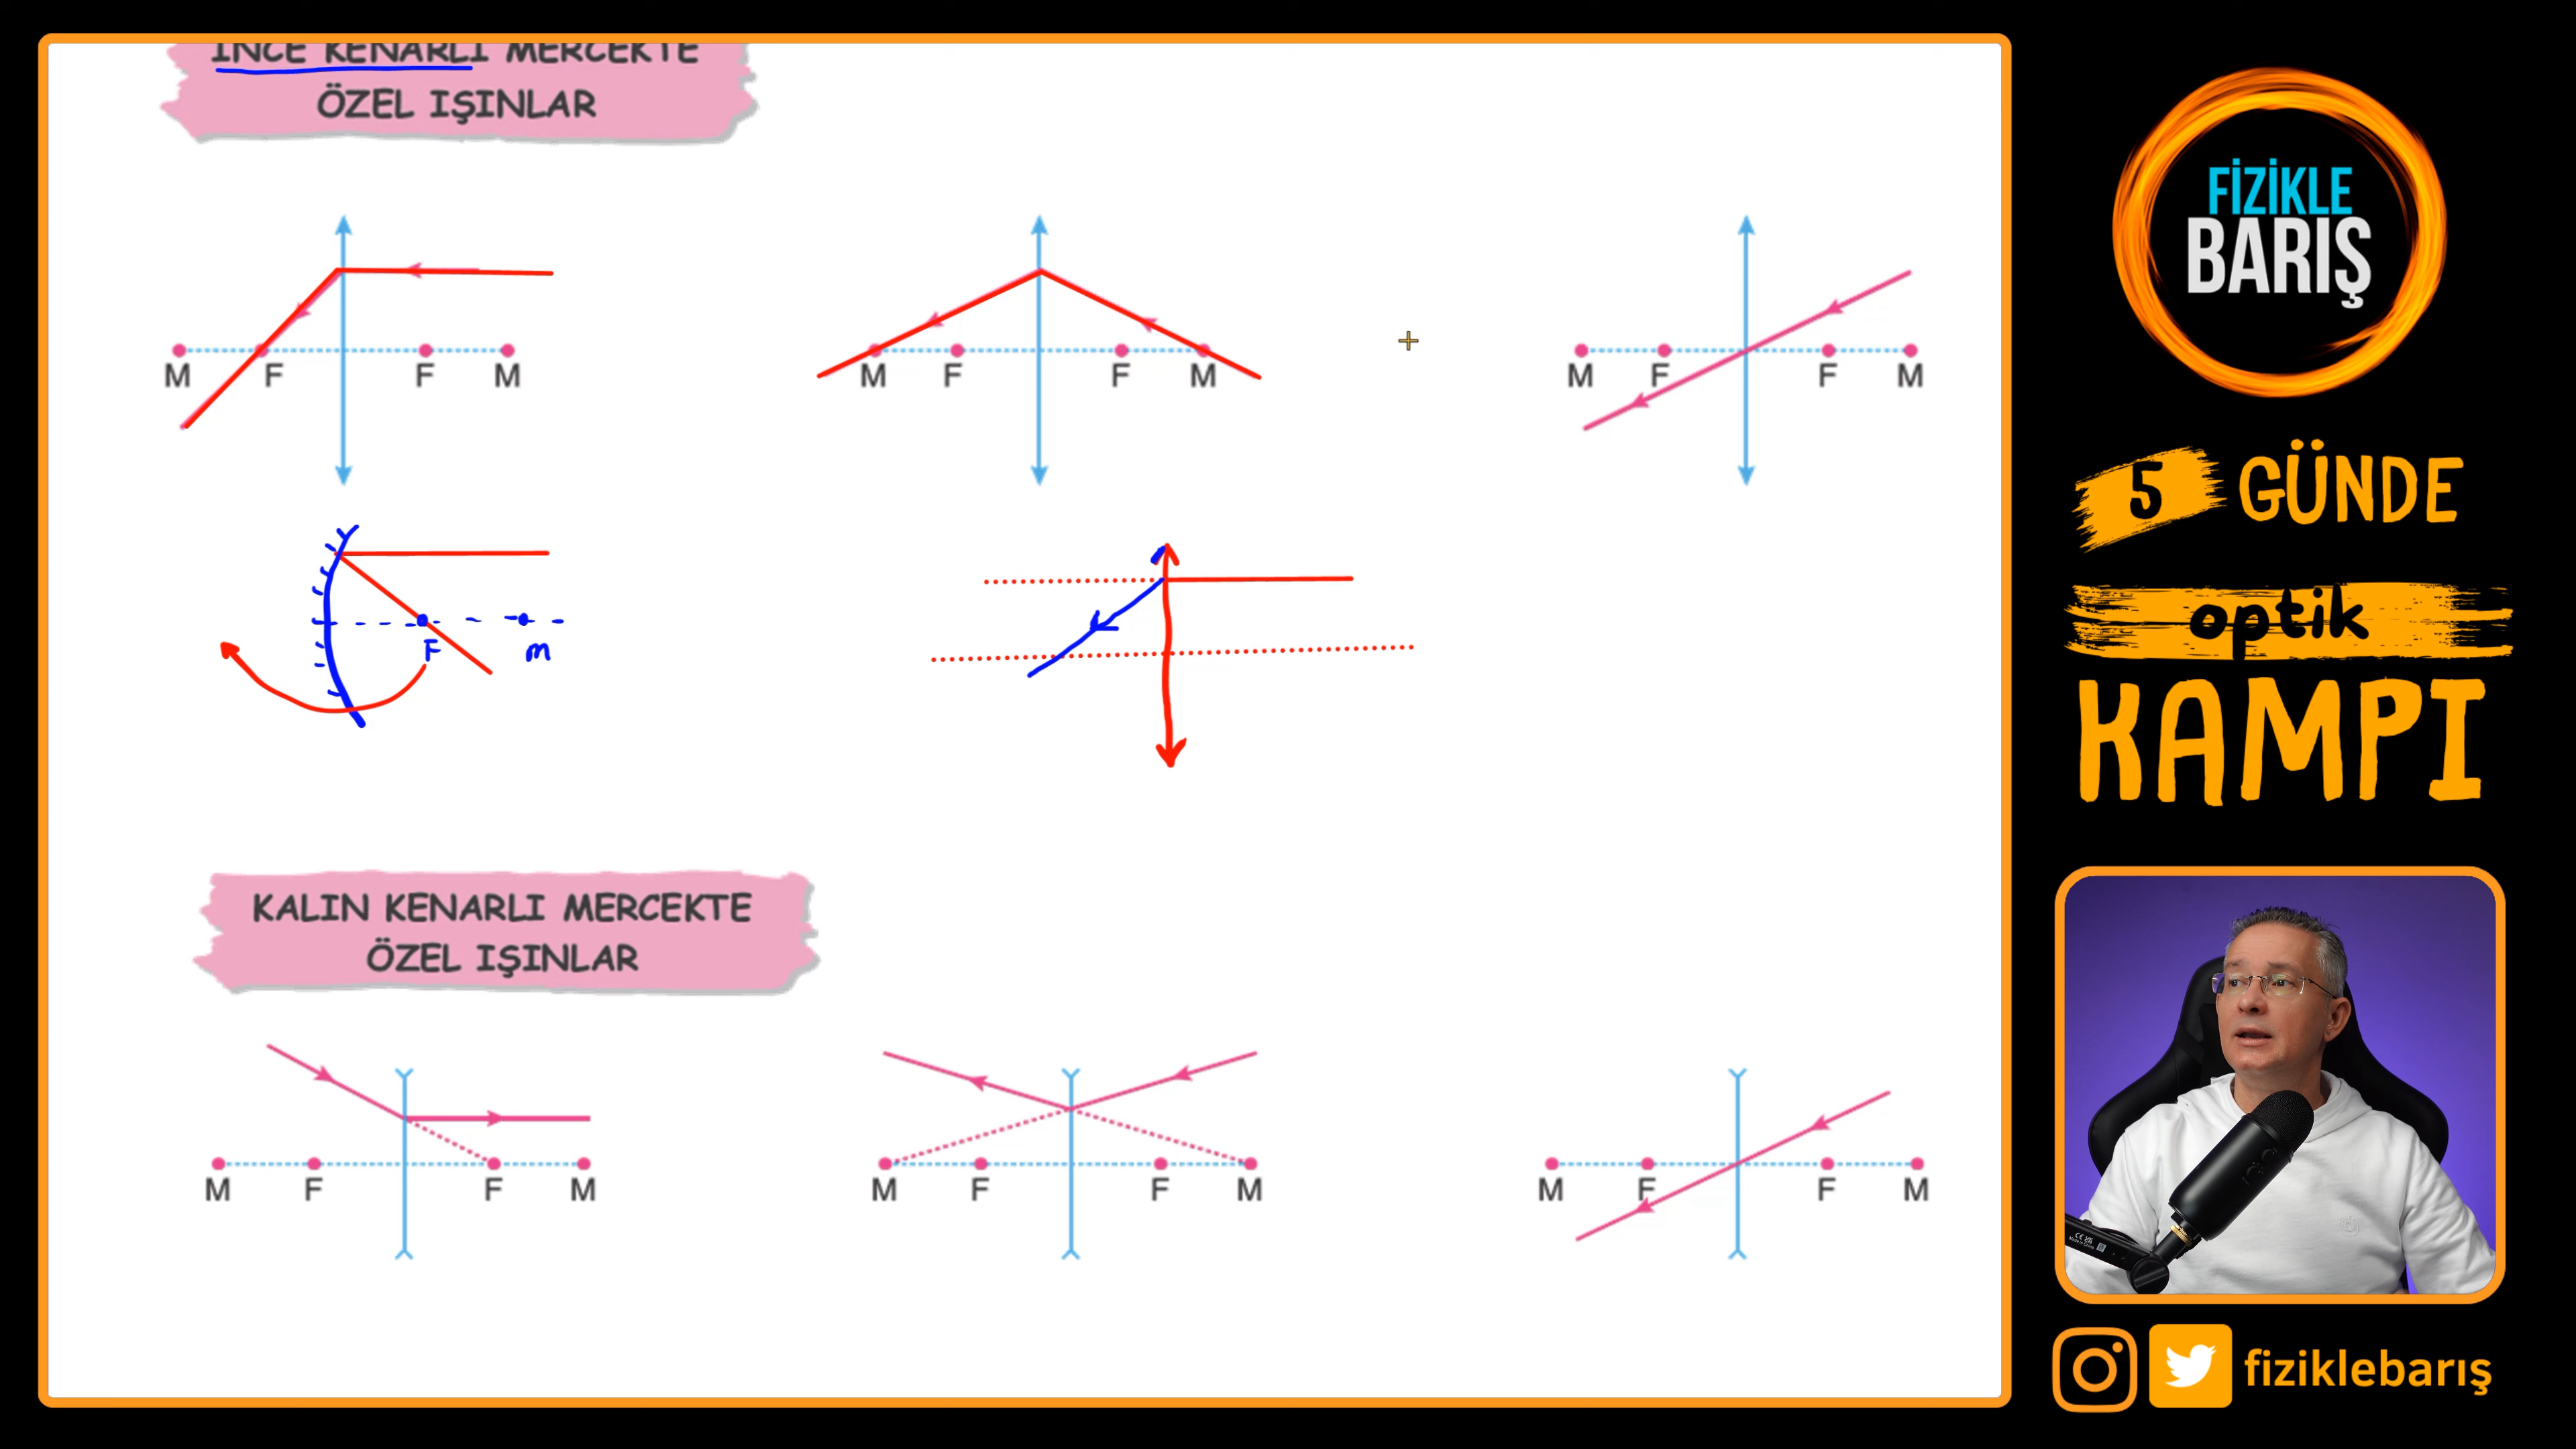 İNCE KENARLI MERCEKTE
ÖZEL IŞINLAR
M F F M
M F F M
M F F M
F m
KALIN KENARLI MERCEKTE
ÖZEL IŞINLAR
M F F M
M F F M
M F F M
FİZİKLE
BARIŞ
5 GÜNDE
optik
KAMPI
fiziklebarış